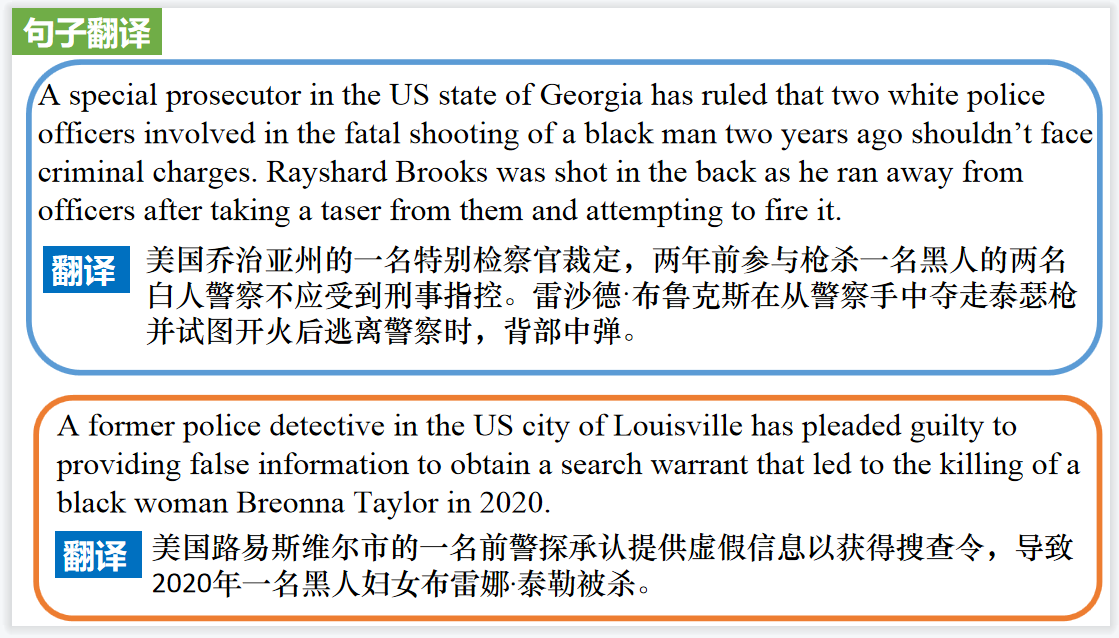 句子翻译
A special prosecutor in the US state of Georgia has ruled that two white police
officers involved in the fatal shooting of a black man two years ago shouldn’t face
criminal charges. Rayshard Brooks was shot in the back as he ran away from
officers after taking a taser from them and attempting to fire it.
翻译
美国乔治亚州的一名特别检察官裁定，两年前参与枪杀一名黑人的两名
白人警察不应受到刑事指控。雷沙德·布鲁克斯在从警察手中夺走泰瑟枪
并试图开火后逃离警察时，背部中弹。
A former police detective in the US city of Louisville has pleaded guilty to
providing false information to obtain a search warrant that led to the killing of a
black woman Breonna Taylor in 2020.
翻译
美国路易斯维尔市的一名前警探承认提供虚假信息以获得搜查令，导致
2020年一名黑人妇女布雷娜·泰勒被杀。